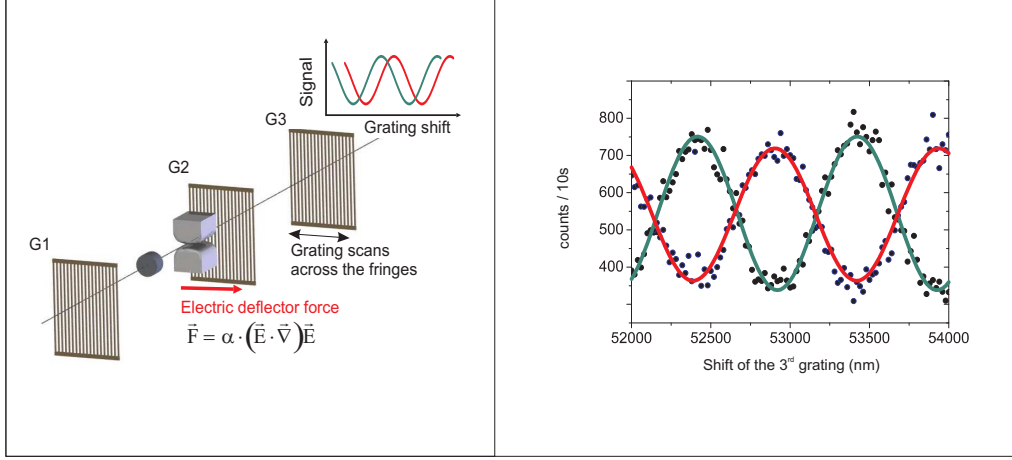 Signal
Grating shift
G3
G2
G1
Grating scans
across the fringes
Electric deflector force
F⃗ = α·(E⃗·∇⃗)E⃗
counts / 10s
800
700
600
500
400
52000 52500 53000 53500 54000
Shift of the 3rd grating (nm)